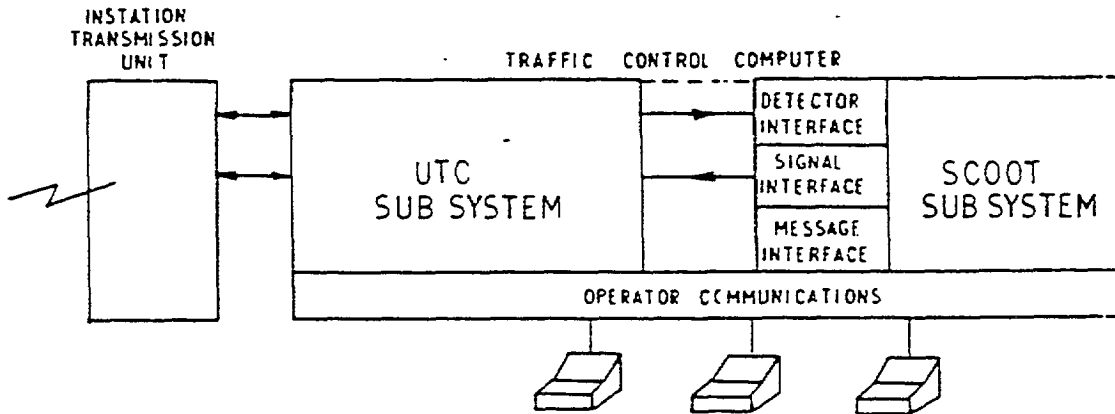 INSTATION
TRANSMISSION
UNIT
TRAFFIC CONTROL COMPUTER
UTC
SUB SYSTEM
DETECTOR
INTERFACE
SIGNAL
INTERFACE
MESSAGE
INTERFACE
SCOOT
SUB SYSTEM
OPERATOR COMMUNICATIONS